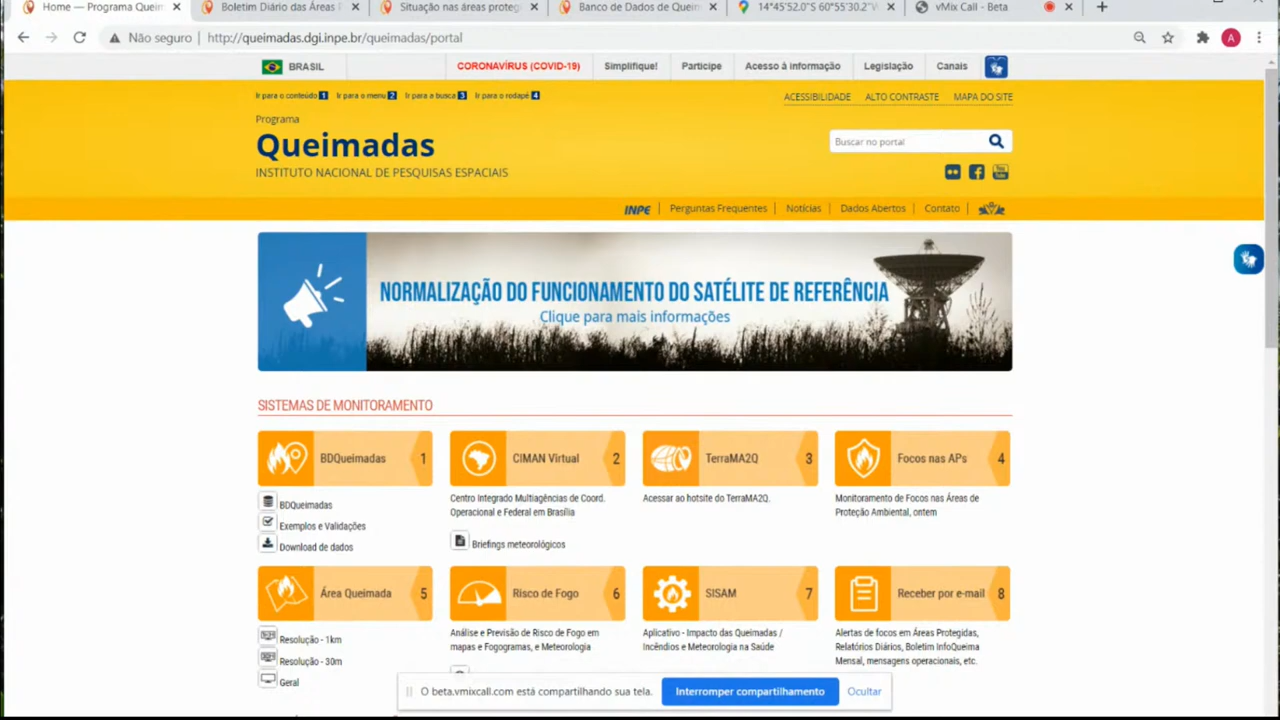 Home — Programa Queim
Boletim Diário das Áreas
Situação nas áreas proteg
Banco de Dados de Queim
14°45'52.0"S 60°55'30.2"
vMix Call - Beta
Não seguro
http://queimadas.dgi.inpe.br/queimadas/portal
A
BRASIL
CORONAVÍRUS (COVID-19)
Simplifique!
Participe
Acesso à informação
Legislação
Canais
Ir para o conteúdo 1
Ir para o menu 2
Ir para a busca 3
Ir para o rodapé 4
ACESSIBILIDADE
ALTO CONTRASTE
MAPA DO SITE
Programa
Queimadas
INSTITUTO NACIONAL DE PESQUISAS ESPACIAIS
Buscar no portal
You Tube
INPE
Perguntas Frequentes
Notícias
Dados Abertos
Contato
NORMALIZAÇÃO DO FUNCIONAMENTO DO SATÉLITE DE REFERÊNCIA
Clique para mais informações
SISTEMAS DE MONITORAMENTO
BDQueimadas 1
BDQueimadas
Exemplos e Validações
Download de dados
CIMAN Virtual 2
Centro Integrado Multiagências de Coord.
Operacional e Federal em Brasília
Briefings meteorológicos
TerraMA2Q 3
Acessar ao hotsite do TerraMA2Q.
Focos nas APs 4
Monitoramento de Focos nas Áreas de
Proteção Ambiental, ontem
Área Queimada 5
Resolução - 1km
Resolução - 30m
Geral
Risco de Fogo 6
Análise e Previsão de Risco de Fogo em
mapas e Fogogramas, e Meteorologia
SISAM 7
Aplicativo - Impacto das Queimadas /
Incêndios e Meteorologia na Saúde
Receber por e-mail 8
Alertas de focos em Áreas Protegidas,
Relatórios Diários, Boletim InfoQueima
Mensal, mensagens operacionais, etc.
O beta.vmixcall.com está compartilhando sua tela.
Interromper compartilhamento
Ocultar